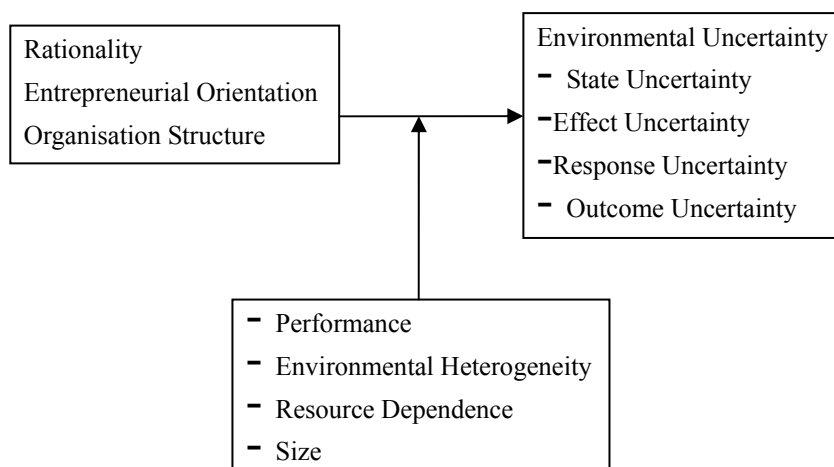 Rationality
Entrepreneurial Orientation
Organisation Structure
Environmental Uncertainty
- State Uncertainty
-Effect Uncertainty
-Response Uncertainty
- Outcome Uncertainty
- Performance
- Environmental Heterogeneity
- Resource Dependence
- Size